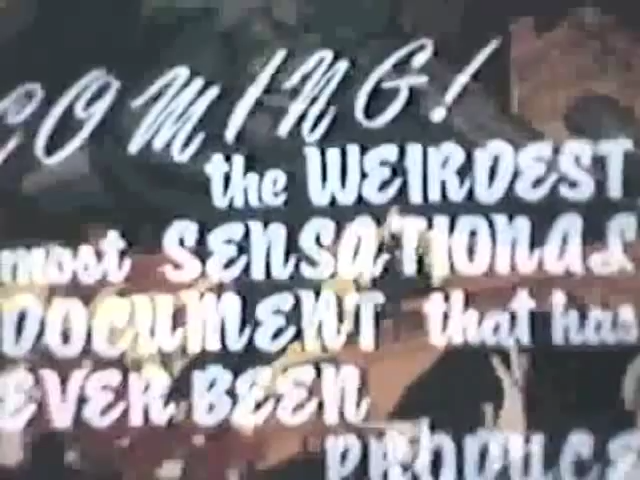 COMING!
the WEIRDEST
most SENSATIONAL
DOCUMENT that has
EVER BEEN
PRODUCE